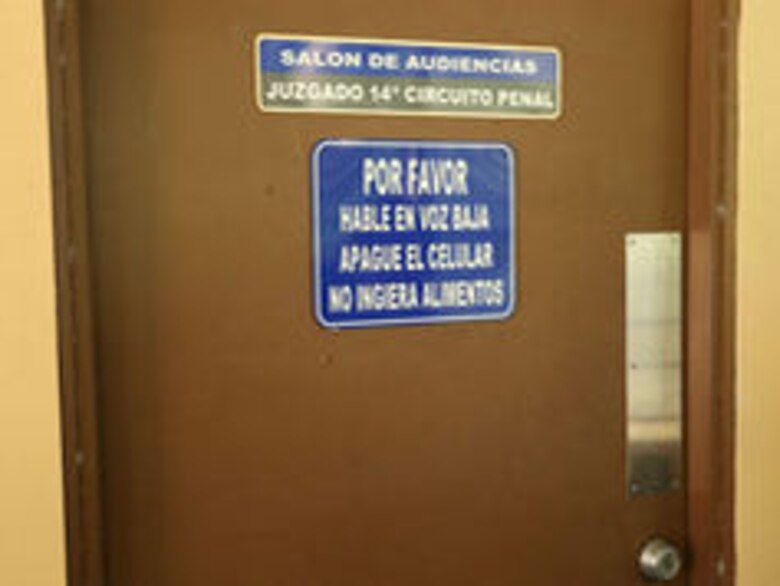 SALON DE AUDIENCIAS
JUZGADO 14° CIRCUITO PENAL
POR FAVOR
HABLE EN VOZ BAJA
APAGUE EL CELULAR
NO INGIERA ALIMENTOS